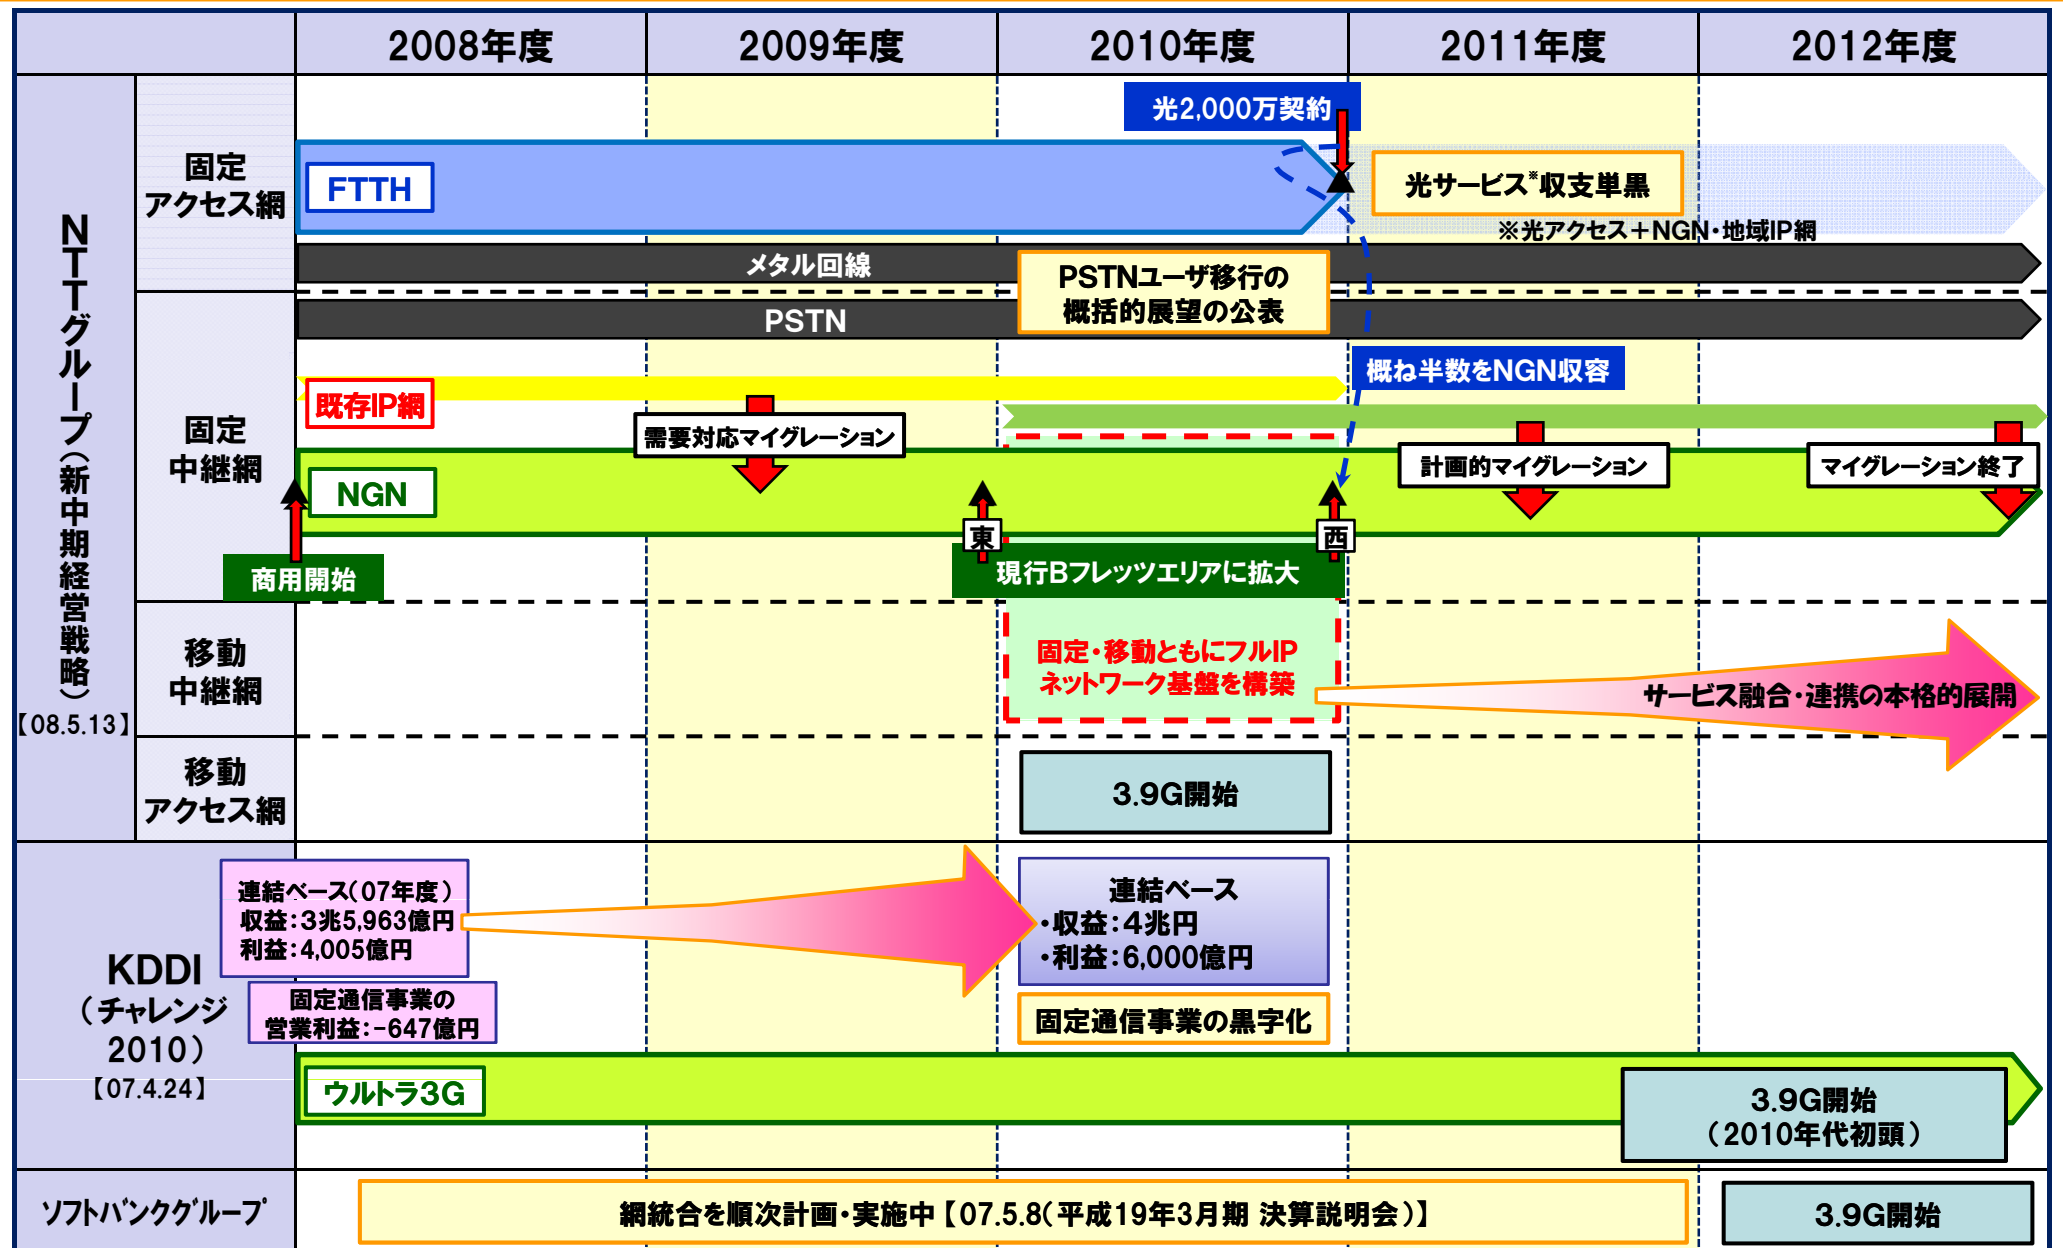 2008年度
2009年度
2010年度
2011年度
2012年度
NTTグループ(新中期経営戦略)
【08.5.13】
固定
アクセス網
光2,000万契約
FTTH
光サービス※収支単黒
※光アクセス+NGN・地域IP網
メタル回線
PSTNユーザ移行の
概括的展望の公表
固定
中継網
PSTN
概ね半数をNGN収容
既存IP網
需要対応マイグレーション
計画的マイグレーション
マイグレーション終了
NGN
東
西
商用開始
現行Bフレッツエリアに拡大
移動
中継網
固定・移動ともにフルIP
ネットワーク基盤を構築
サービス融合・連携の本格的展開
移動
アクセス網
3.9G開始
KDDI
(チャレンジ
2010)
【07.4.24】
連結ベース(07年度)
収益:3兆5,963億円
利益:4,005億円
固定通信事業の
営業利益:-647億円
連結ベース
・収益:4兆円
・利益:6,000億円
固定通信事業の黒字化
ウルトラ3G
3.9G開始
(2010年代初頭)
ソフトバンクグループ
網統合を順次計画・実施中【07.5.8(平成19年3月期 決算説明会)】
3.9G開始